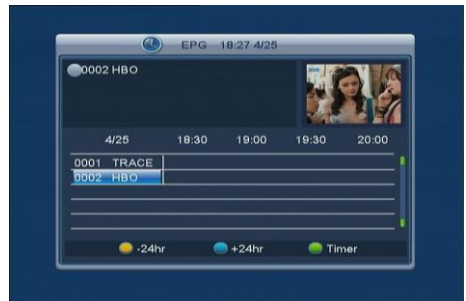 EPG 18:27 4/25
0002 HBO
4/25 18:30 19:00 19:30 20:00
0001 TRACE
0002 HBO
-24hr +24hr Timer